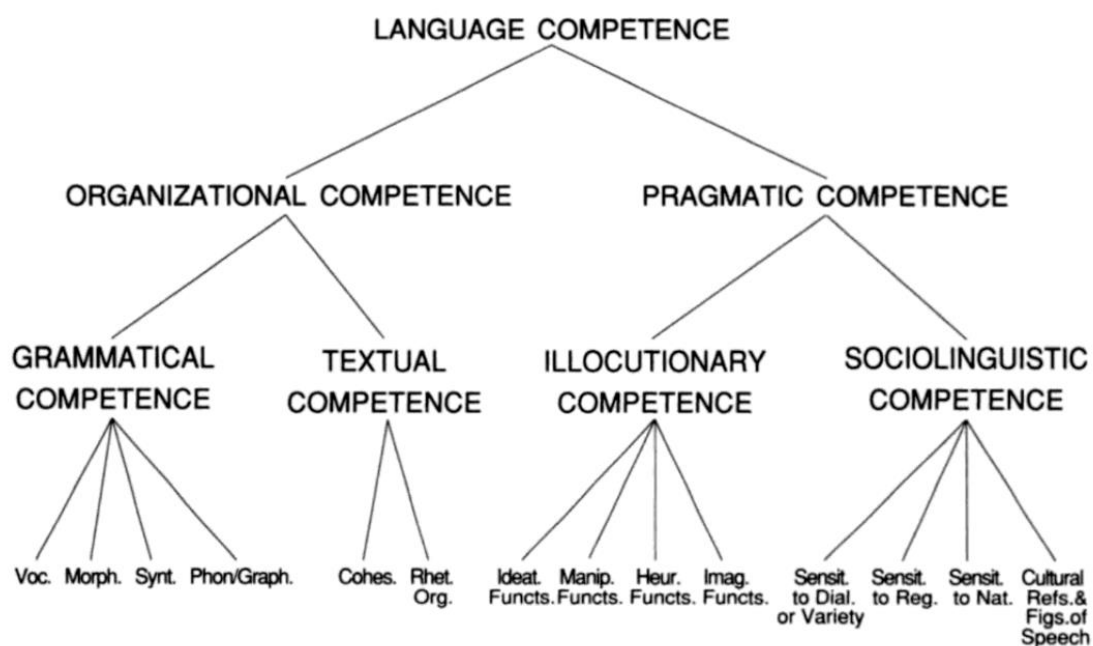 LANGUAGE COMPETENCE
ORGANIZATIONAL COMPETENCE
PRAGMATIC COMPETENCE
GRAMMATICAL
COMPETENCE
TEXTUAL
COMPETENCE
ILLOCUTIONARY
COMPETENCE
SOCIOLINGUISTIC
COMPETENCE
Voc.
Morph.
Synt.
Phon/Graph.
Cohes.
Rhet.
Org.
Ideat.
Functs.
Manip.
Functs.
Heur.
Functs.
Imag.
Functs.
Sensit.
to Dial.
or Variety
Sensit.
to Reg.
Sensit.
to Nat.
Cultural
Refs.&
Figs.of
Speech